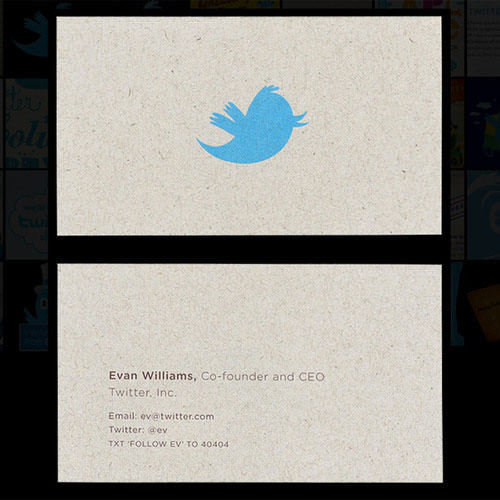 Evan Williams, Co-founder and CEO
Twitter, Inc.
Email: ev@twitter.com
Twitter: @ev
TXT 'FOLLOW EV' TO 40404